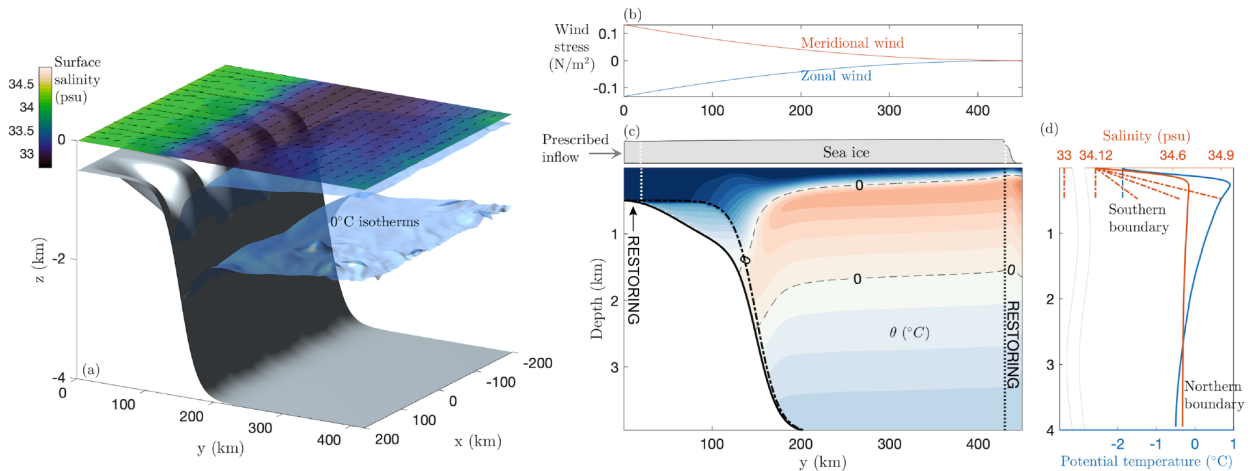 Surface
salinity
(psu)
34.5
34
33.5
33
0
-2
-4
z (km)
0°C isotherms
(a)
0
100
200
300
400
y (km)
200
100
0
-100
-200
x (km)
(b)
Wind
stress
(N/m²)
0.1
0
-0.1
Meridional wind
Zonal wind
0
100
200
300
400
(c)
Prescribed
inflow
Sea ice
0
0
0
0
RESTORING
RESTORING
θ (°C)
1
2
3
Depth (km)
100
200
300
400
y (km)
(d)
Salinity (psu)
33
34.12
34.6
34.9
Southern
boundary
Northern
boundary
1
2
3
4
-2
-1
0
1
Potential temperature (°C)